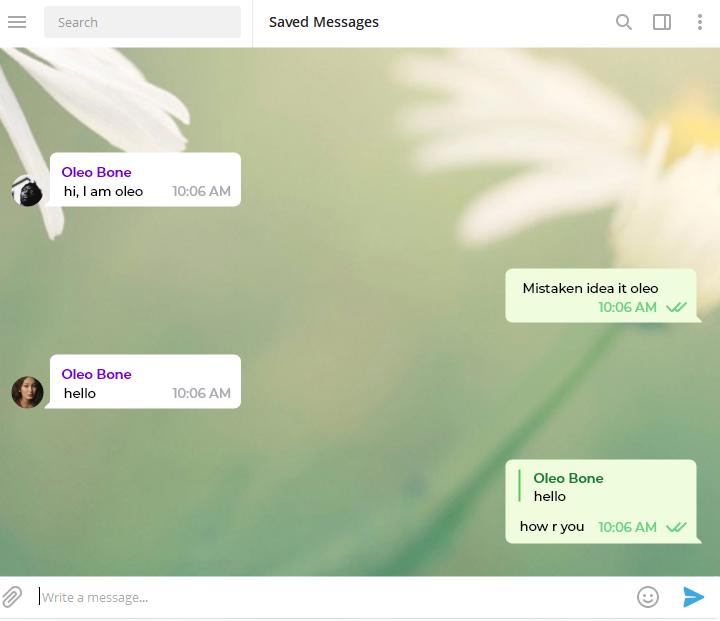 Search
Saved Messages
Oleo Bone
hi, I am oleo 10:06 AM
Mistaken idea it oleo
10:06 AM
Oleo Bone
hello 10:06 AM
Oleo Bone
hello
how r you 10:06 AM
Write a message...